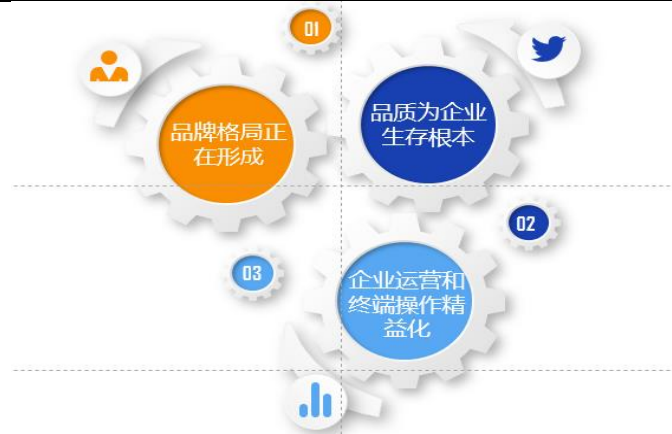 01
品牌格局正
在形成
品质为企业
生存根本
02
03
企业运营和
终端操作精
益化